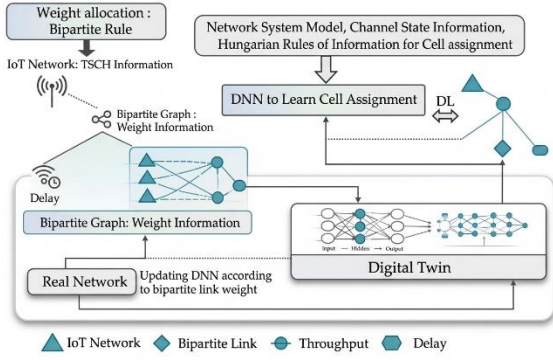 Weight allocation :
Bipartite Rule
IoT Network: TSCH Information
Bipartite Graph :
Weight Information
Delay
Bipartite Graph: Weight Information
Real Network
Updating DNN according
to bipartite link weight
Network System Model, Channel State Information,
Hungarian Rules of Information for Cell assignment
DNN to Learn Cell Assignment
DL
Input — Hidden — Output
Digital Twin
IoT Network
Bipartite Link
Throughput
Delay